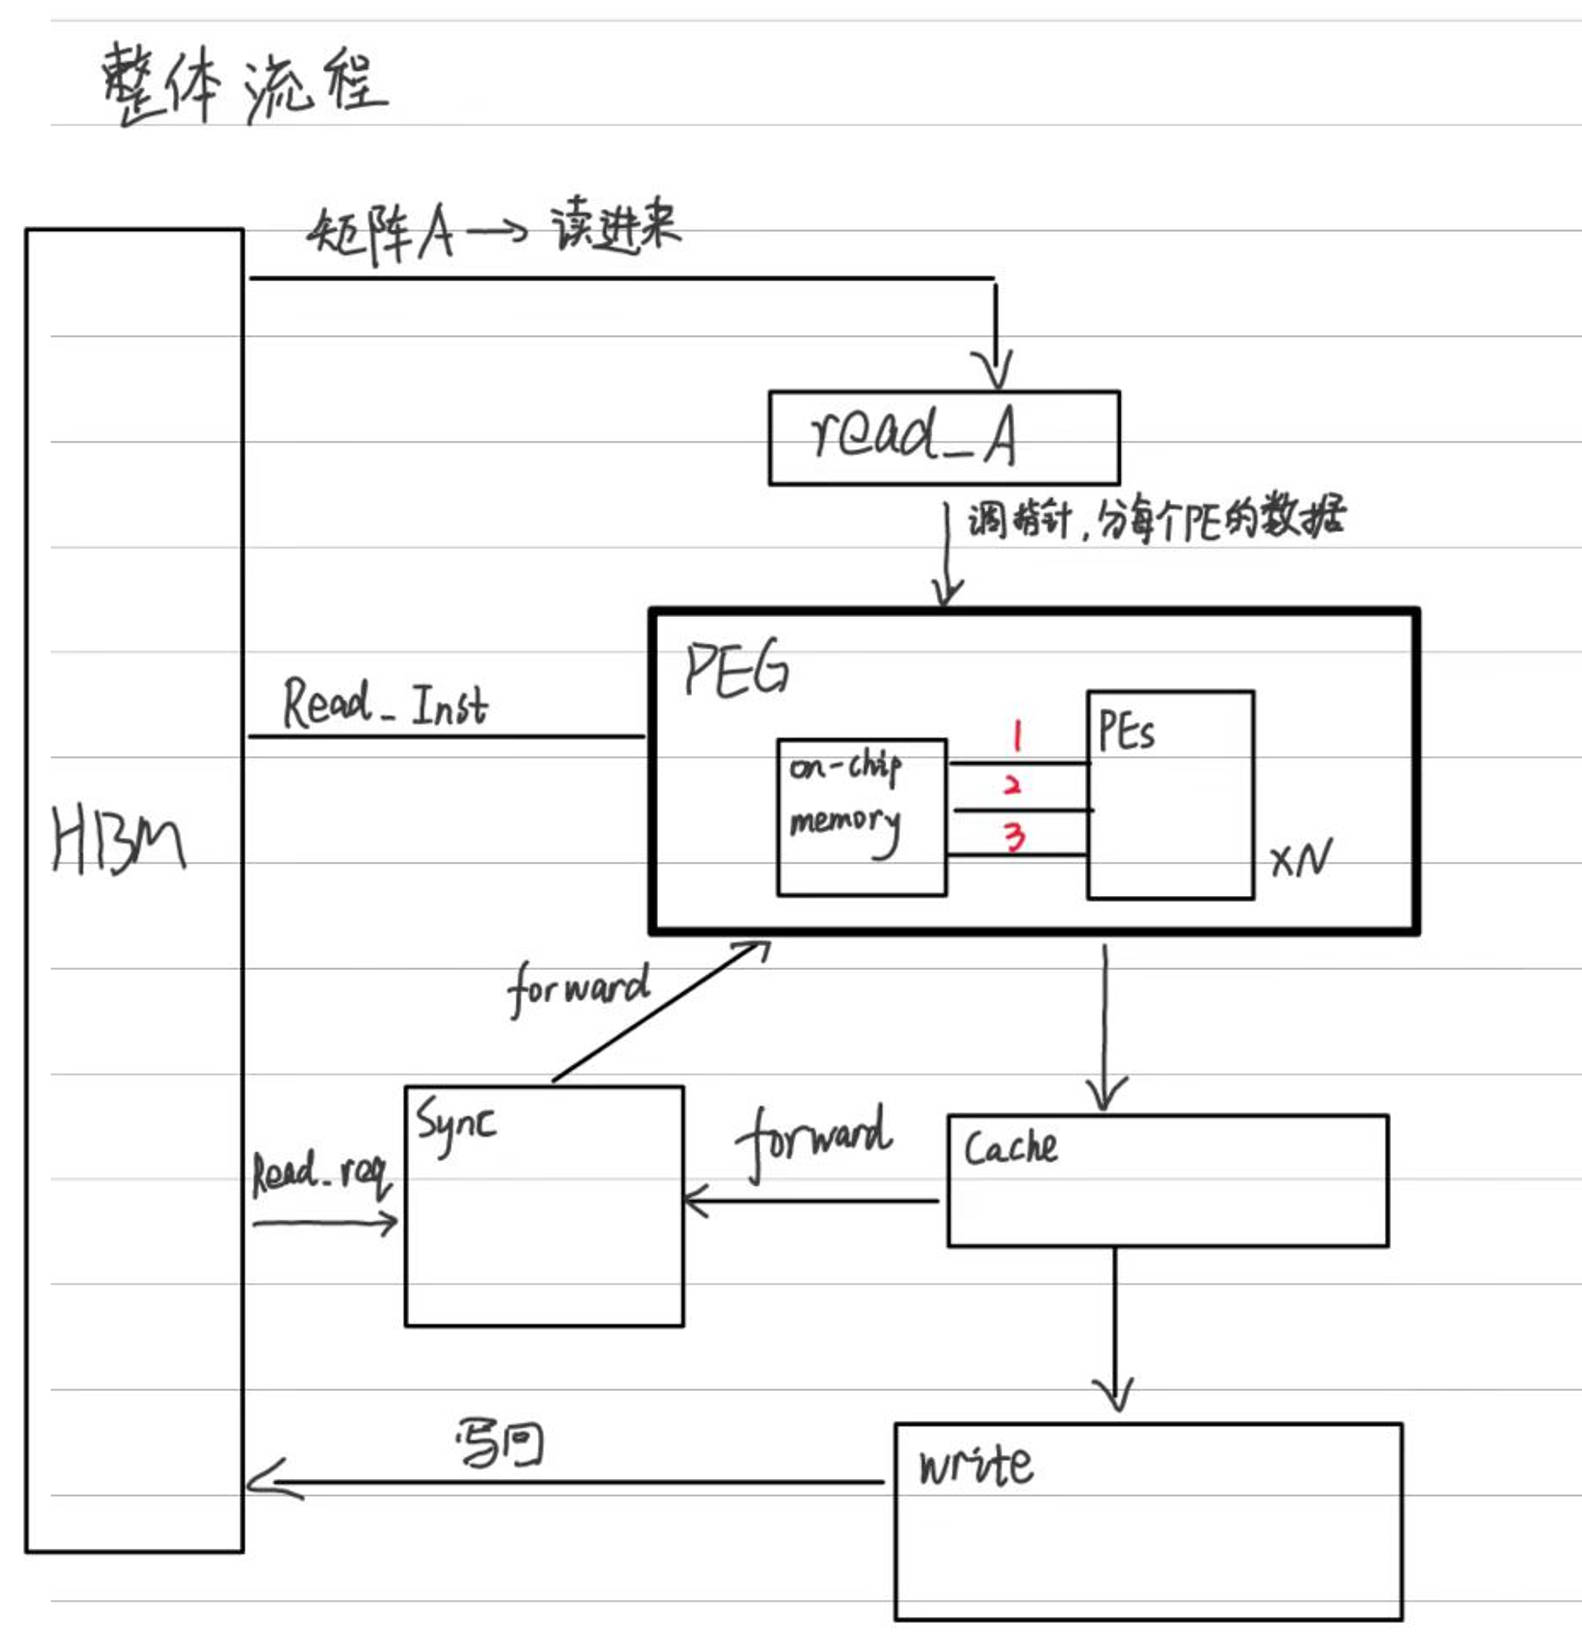 整体流程
矩阵A→读进来
read_A
调指针,分每个PE的数据
PEG
Read_Inst
PEs
1
on-chip
2
memory
3
HBM
xN
forward
Sync
forward
Cache
Read_req
写回
write